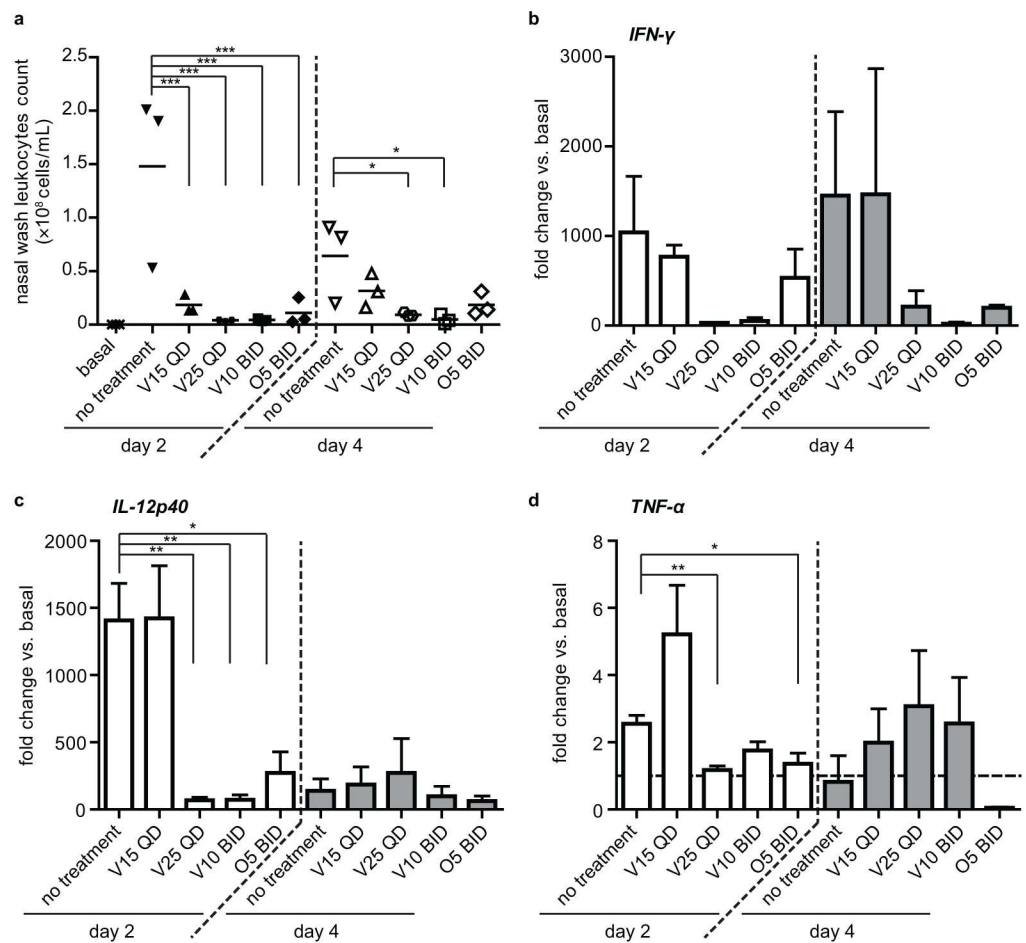 a
nasal wash leukocytes count
(×10⁸ cells/mL)
2.5
2.0
1.5
1.0
0.5
0
***
***
***
***
*
*
basal
no treatment
V15 QD
V25 QD
V10 BID
O5 BID
no treatment
V15 QD
V25 QD
V10 BID
O5 BID
day 2
day 4
b
IFN-γ
fold change vs. basal
3000
2000
1000
0
no treatment
V15 QD
V25 QD
V10 BID
O5 BID
no treatment
V15 QD
V25 QD
V10 BID
O5 BID
day 2
day 4
c
IL-12p40
fold change vs. basal
2000
1500
1000
500
0
*
**
**
no treatment
V15 QD
V25 QD
V10 BID
O5 BID
no treatment
V15 QD
V25 QD
V10 BID
O5 BID
day 2
day 4
d
TNF-α
fold change vs. basal
8
6
4
2
0
*
**
no treatment
V15 QD
V25 QD
V10 BID
O5 BID
no treatment
V15 QD
V25 QD
V10 BID
O5 BID
day 2
day 4